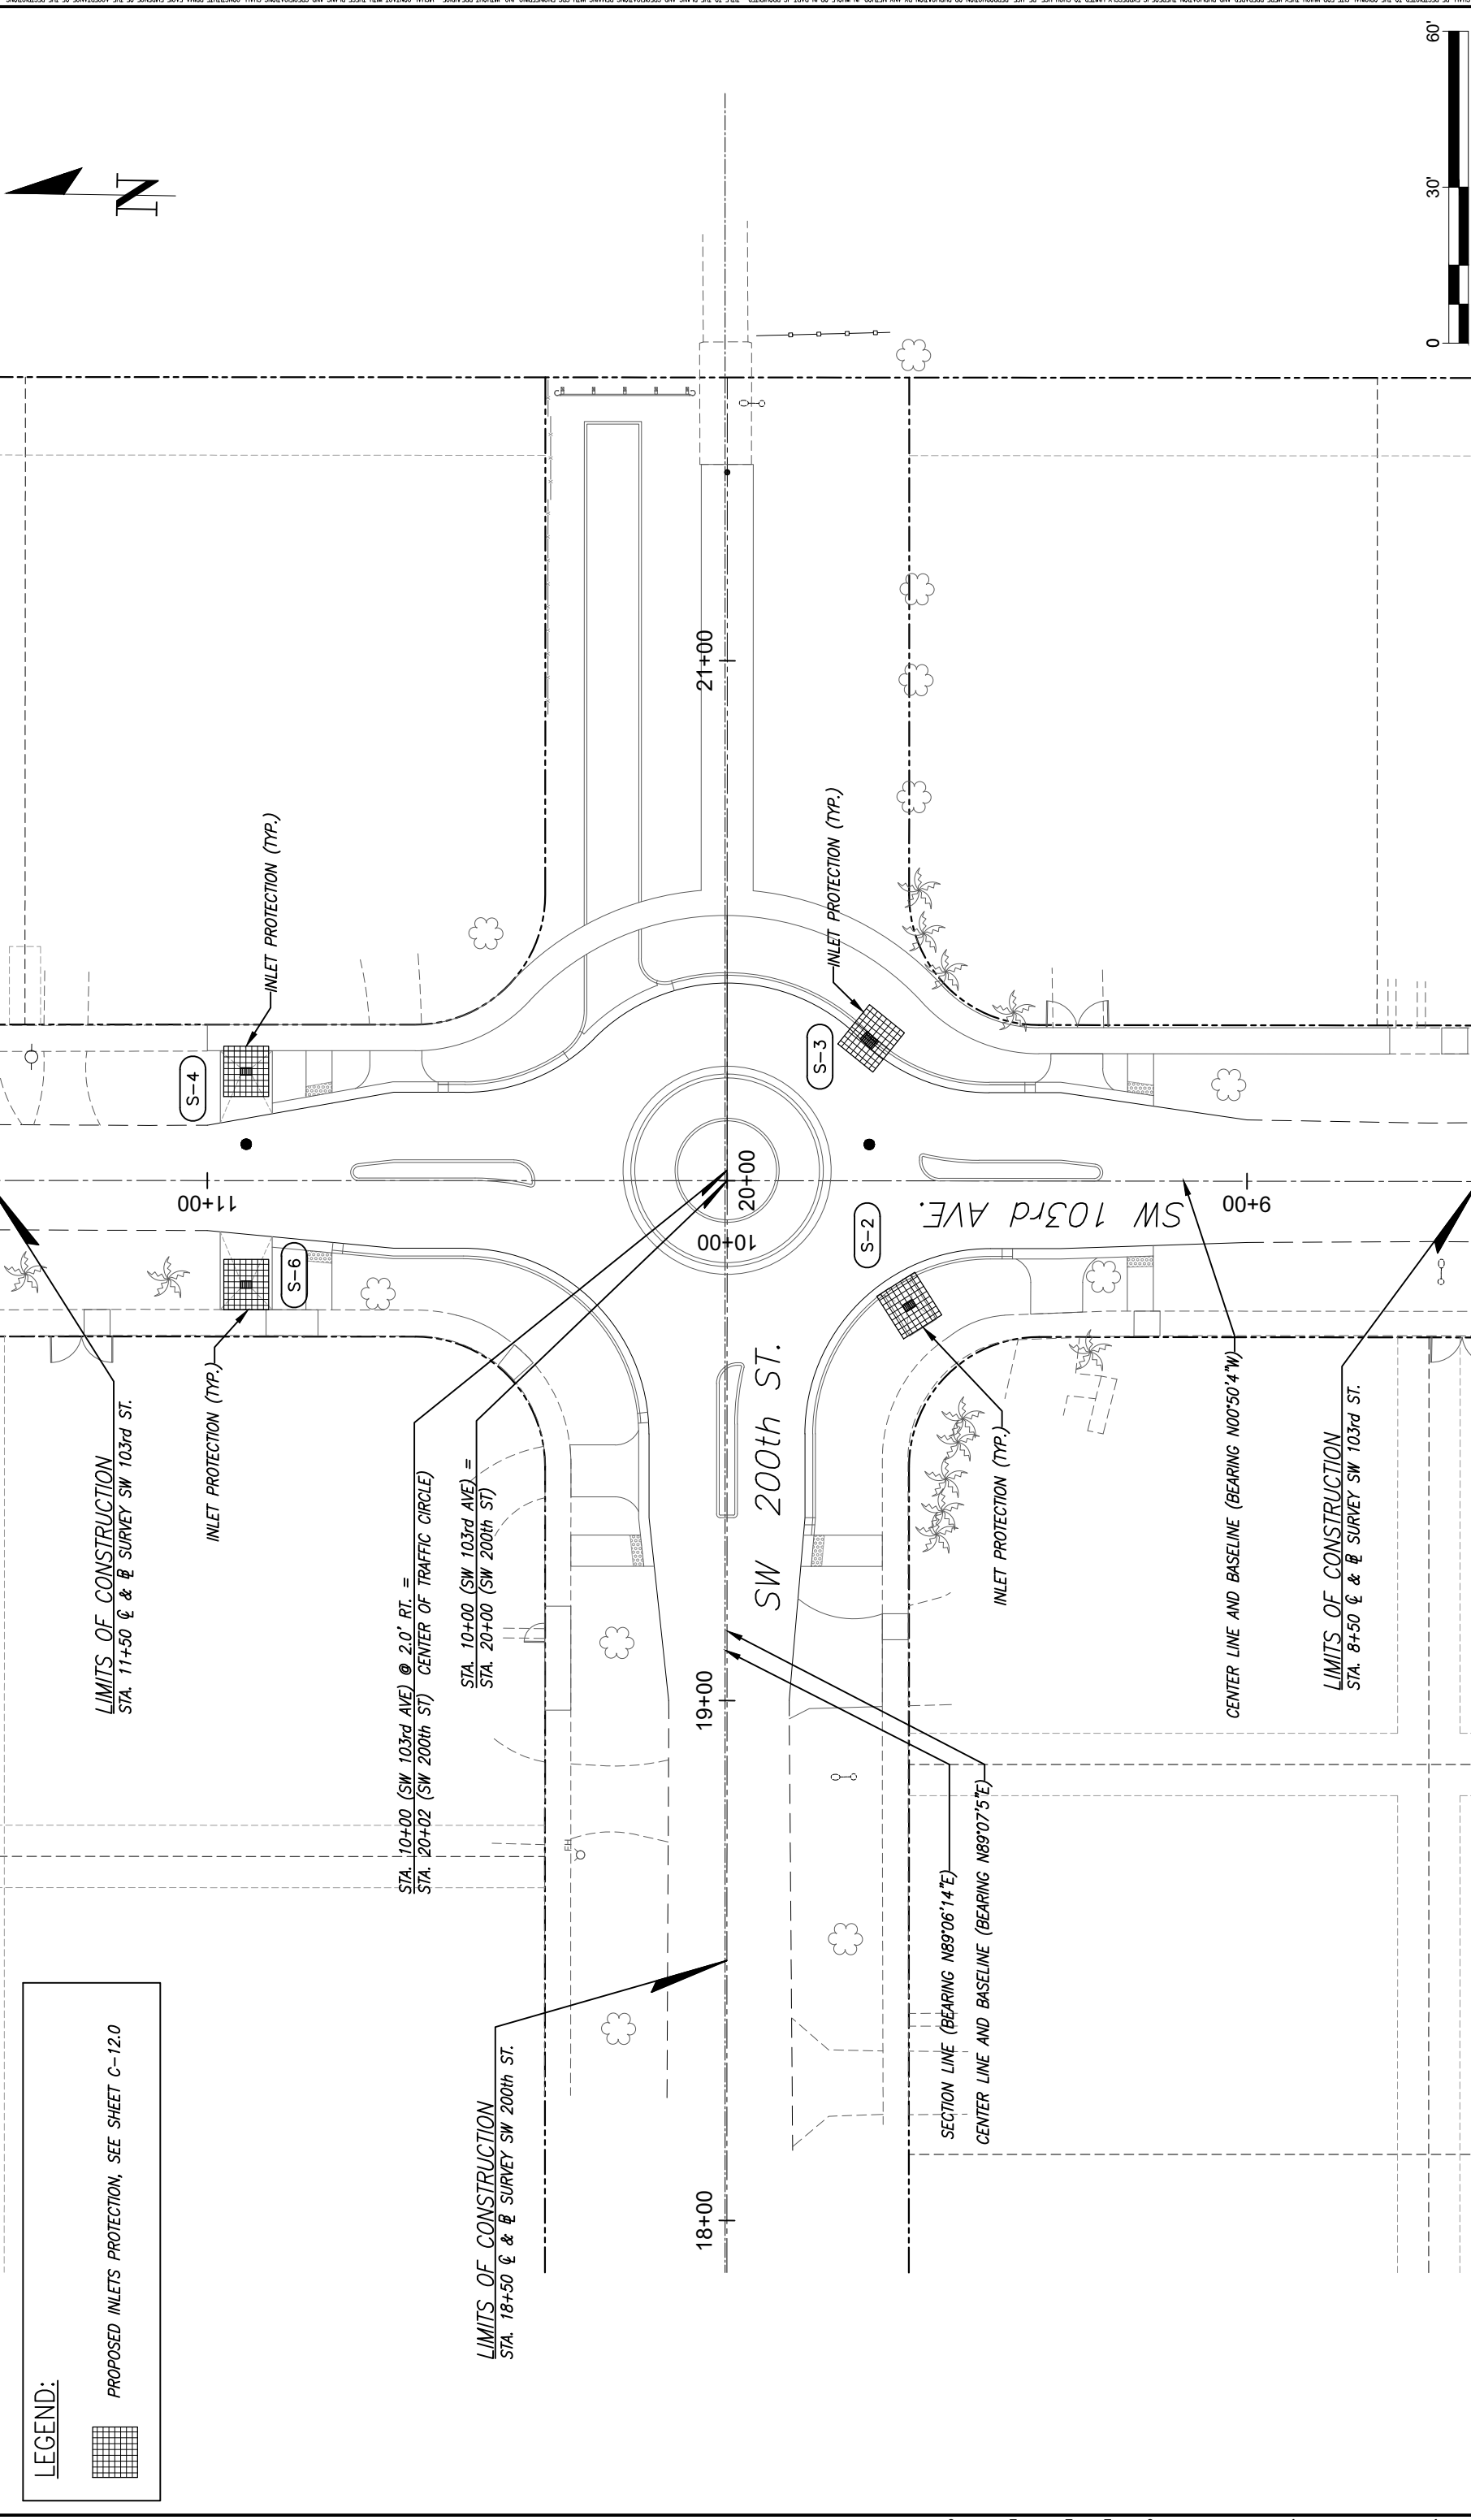 LEGEND:
PROPOSED INLETS PROTECTION, SEE SHEET C-12.0
LIMITS OF CONSTRUCTION
STA. 11+50 ℄ & ⅊ SURVEY SW 103rd ST.
INLET PROTECTION (TYP.)
S-6
11+00
S-4
INLET PROTECTION (TYP.)
N
STA. 10+00 (SW 103rd AVE) @ 2.0' RT. =
STA. 20+02 (SW 200th ST) CENTER OF TRAFFIC CIRCLE)
STA. 10+00 (SW 103rd AVE) =
STA. 20+00 (SW 200th ST)
LIMITS OF CONSTRUCTION
STA. 18+50 ℄ & ⅊ SURVEY SW 200th ST.
18+00
19+00
10+00
20+00
21+00
SW 200th ST.
S-2
S-3
INLET PROTECTION (TYP.)
SW 103rd AVE.
SECTION LINE (BEARING N89°06'14"E)
CENTER LINE AND BASELINE (BEARING N89°07'5"E)
INLET PROTECTION (TYP.)
CENTER LINE AND BASELINE (BEARING N00°50'4"W)
9+00
LIMITS OF CONSTRUCTION
STA. 8+50 ℄ & ⅊ SURVEY SW 103rd ST.
0 30' 60'